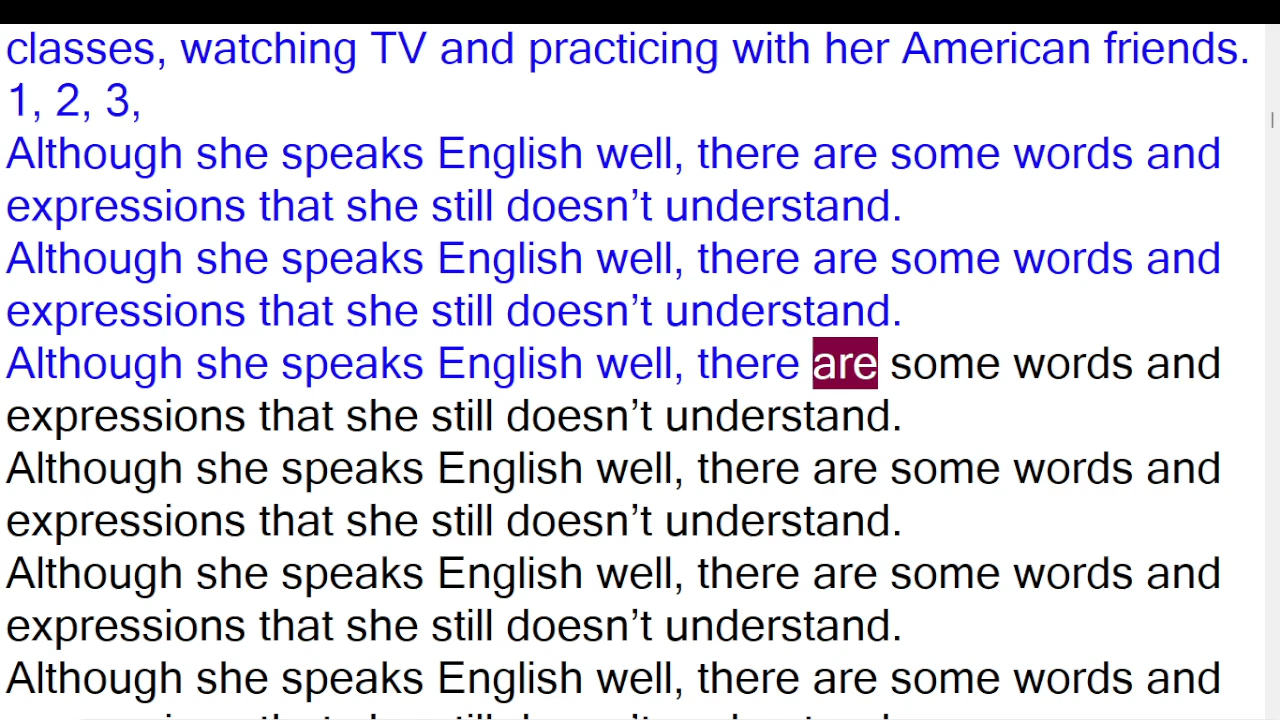 classes, watching TV and practicing with her American friends.
1, 2, 3,
Although she speaks English well, there are some words and
expressions that she still doesn’t understand.
Although she speaks English well, there are some words and
expressions that she still doesn’t understand.
Although she speaks English well, there are some words and
expressions that she still doesn’t understand.
Although she speaks English well, there are some words and
expressions that she still doesn’t understand.
Although she speaks English well, there are some words and
expressions that she still doesn’t understand.
Although she speaks English well, there are some words and